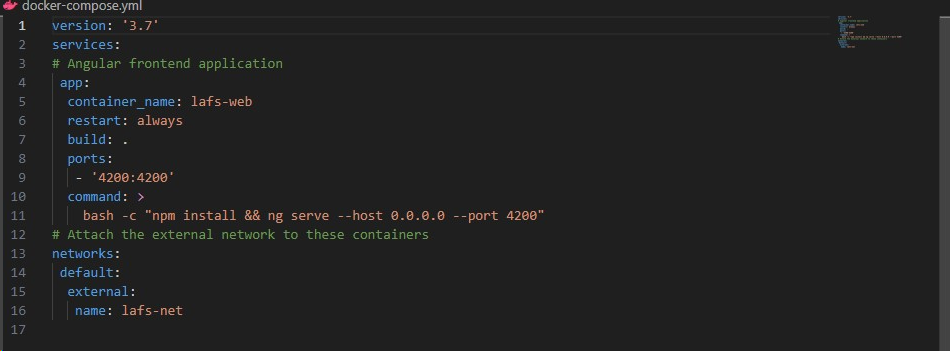 docker-compose.yml
1 version: '3.7'
2 services:
3 # Angular frontend application
4  app:
5   container_name: lafs-web
6   restart: always
7   build: .
8   ports:
9    - '4200:4200'
10   command: >
11     bash -c "npm install && ng serve --host 0.0.0.0 --port 4200"
12 # Attach the external network to these containers
13 networks:
14  default:
15   external:
16    name: lafs-net
17